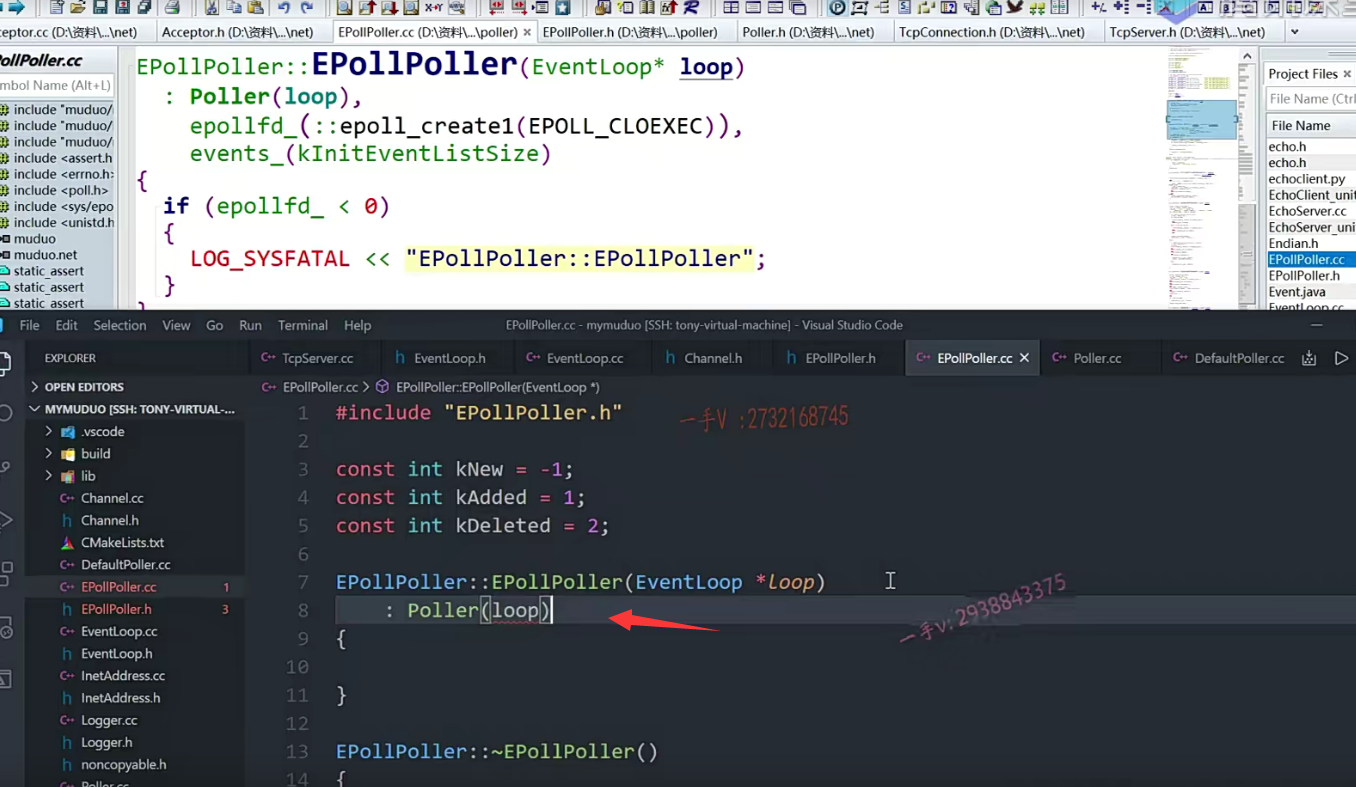 eptor.cc (D:\资料\...\net) Acceptor.h (D:\资料\...\net) EPollPoller.cc (D:\资料\...\poller) × EPollPoller.h (D:\资料\...\poller) Poller.h (D:\资料\...\net) TcpConnection.h (D:\资料\...\net) TcpServer.h (D:\资料\...\net)
ollPoller.cc
mbol Name (Alt+L)
include "muduo/
include "muduo/
include "muduo/
include <assert.h
include <errno.h>
include <poll.h>
include <sys/epo
include <unistd.h
muduo
muduo.net
static_assert
static_assert
static_assert
EPollPoller::EPollPoller(EventLoop* loop)
: Poller(loop),
epollfd_(::epoll_create1(EPOLL_CLOEXEC)),
events_(kInitEventListSize)
{
if (epollfd_ < 0)
{
LOG_SYSFATAL << "EPollPoller::EPollPoller";
}
Project Files ×
File Name (Ctrl
File Name
echo.h
echo.h
echoclient.py
EchoClient_unit
EchoServer.cc
EchoServer_uni
Endian.h
EPollPoller.cc
EPollPoller.h
Event.java
EventLoop.cc
File Edit Selection View Go Run Terminal Help EPollPoller.cc - mymuduo [SSH: tony-virtual-machine] - Visual Studio Code
EXPLORER
OPEN EDITORS
MYMUDUO [SSH: TONY-VIRTUAL-...
.vscode
build
lib
Channel.cc
Channel.h
CMakeLists.txt
DefaultPoller.cc
EPollPoller.cc 1
EPollPoller.h 3
EventLoop.cc
EventLoop.h
InetAddress.cc
InetAddress.h
Logger.cc
Logger.h
noncopyable.h
Poller.cc
TcpServer.cc EventLoop.h EventLoop.cc Channel.h EPollPoller.h EPollPoller.cc × Poller.cc DefaultPoller.cc
EPollPoller.cc > EPollPoller::EPollPoller(EventLoop *)
1 #include "EPollPoller.h"
2
3 const int kNew = -1;
4 const int kAdded = 1;
5 const int kDeleted = 2;
6
7 EPollPoller::EPollPoller(EventLoop *loop)
8 : Poller(loop)
9 {
10
11 }
12
13 EPollPoller::~EPollPoller()
14 {
一手V :2732168745
一手V: 2938843375